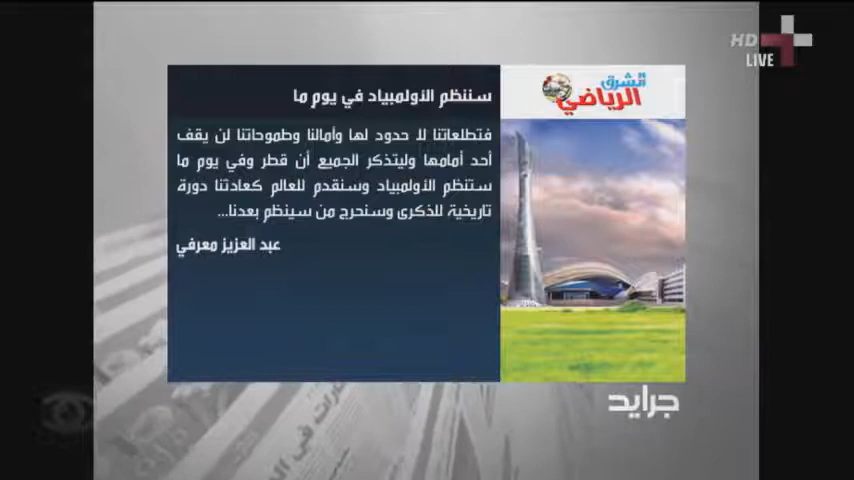 HD
LIVE
الشرق
الرياضي
سننظم الأولمبياد في يوم ما
فتطلعاتنا لا حدود لها وأمالنا وطموحاتنا لن يقف
أحد أمامها وليتذكر الجميع أن قطر وفي يوم ما
ستنظم الأولمبياد وسنقدم للعالم كعادتنا دورة
تاريخية للذكرى وسنحرج من سينظم بعدنا...
عبد العزيز معرفي
جرايد